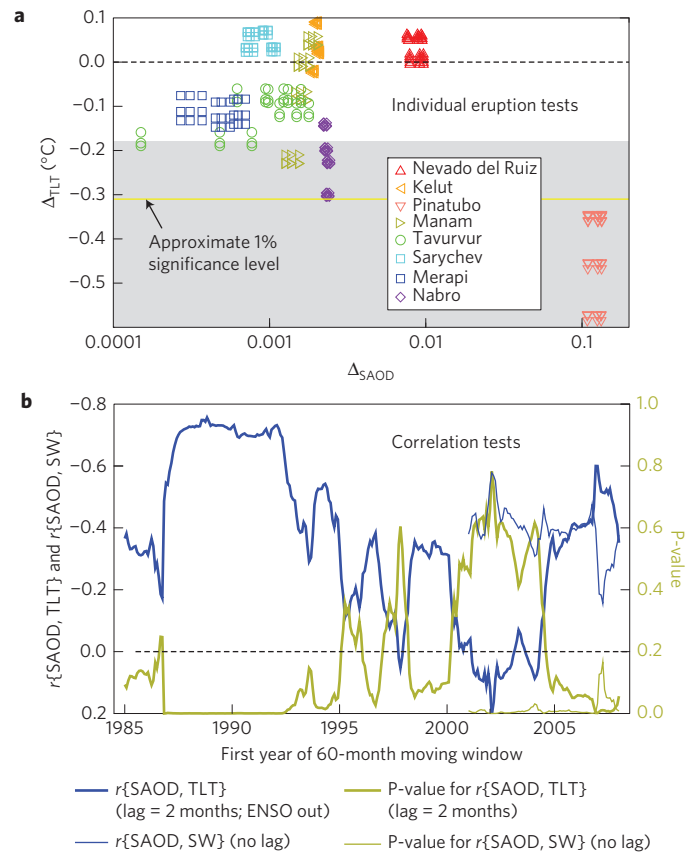 a
0.1
0.0
−0.1
−0.2
−0.3
−0.4
−0.5
ΔTLT (°C)
Individual eruption tests
Approximate 1%
significance level
Nevado del Ruiz
Kelut
Pinatubo
Manam
Tavurvur
Sarychev
Merapi
Nabro
0.0001
0.001
0.01
0.1
ΔSAOD
b
−0.8
−0.6
−0.4
−0.2
0.0
0.2
r{SAOD, TLT} and r{SAOD, SW}
Correlation tests
1.0
0.8
0.6
0.4
0.2
0.0
P-value
1985
1990
1995
2000
2005
First year of 60-month moving window
r{SAOD, TLT}
(lag = 2 months; ENSO out)
P-value for r{SAOD, TLT}
(lag = 2 months)
r{SAOD, SW} (no lag)
P-value for r{SAOD, SW} (no lag)